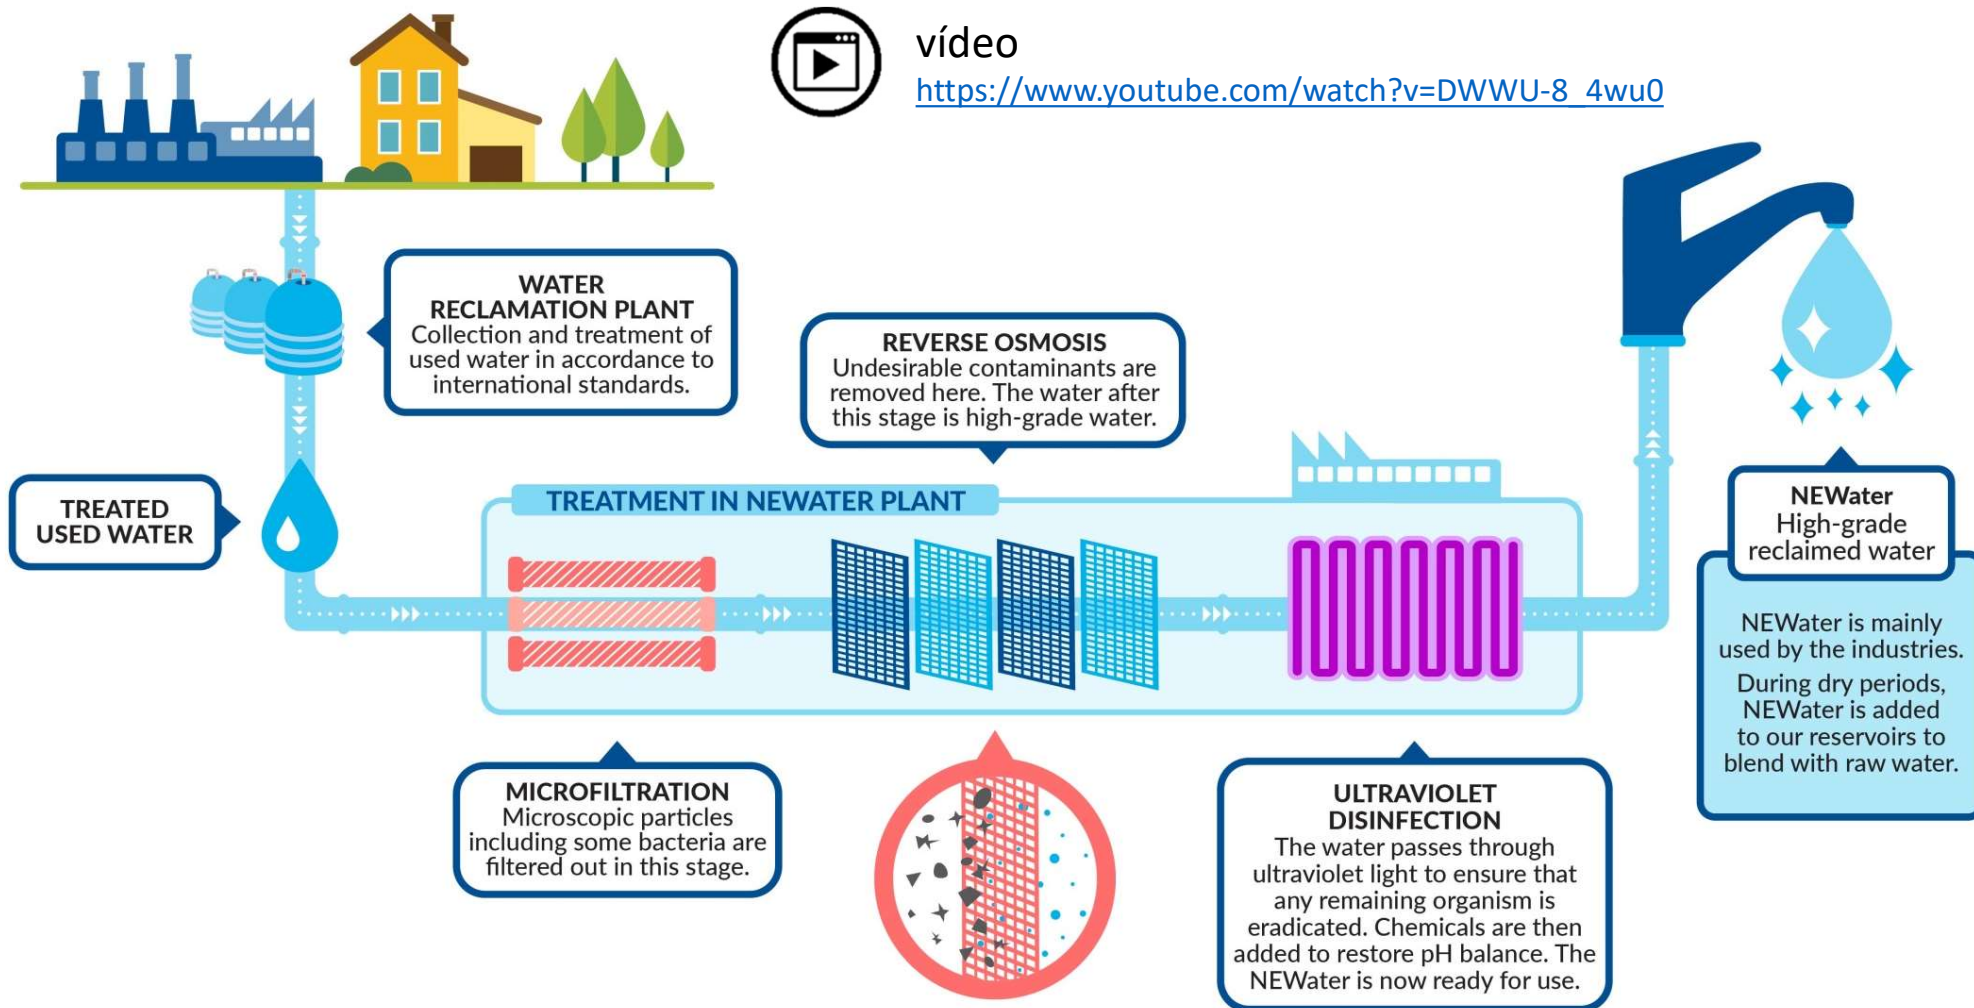 vídeo
https://www.youtube.com/watch?v=DWWU-8_4wu0
WATER
RECLAMATION PLANT
Collection and treatment of
used water in accordance to
international standards.
TREATED
USED WATER
REVERSE OSMOSIS
Undesirable contaminants are
removed here. The water after
this stage is high-grade water.
TREATMENT IN NEWATER PLANT
MICROFILTRATION
Microscopic particles
including some bacteria are
filtered out in this stage.
ULTRAVIOLET
DISINFECTION
The water passes through
ultraviolet light to ensure that
any remaining organism is
eradicated. Chemicals are then
added to restore pH balance. The
NEWater is now ready for use.
NEWater
High-grade
reclaimed water
NEWater is mainly
used by the industries.
During dry periods,
NEWater is added
to our reservoirs to
blend with raw water.